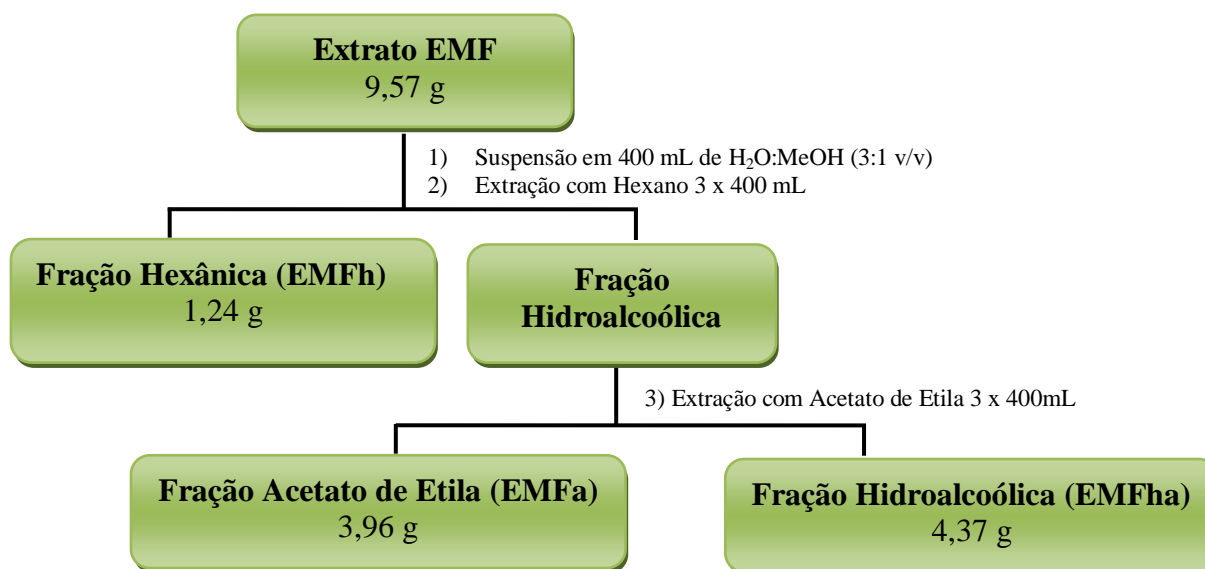 Extrato EMF
9,57 g
1) Suspensão em 400 mL de H₂O:MeOH (3:1 v/v)
2) Extração com Hexano 3 x 400 mL
Fração Hexânica (EMFh)
1,24 g
Fração
Hidroalcoólica
3) Extração com Acetato de Etila 3 x 400mL
Fração Acetato de Etila (EMFa)
3,96 g
Fração Hidroalcoólica (EMFha)
4,37 g